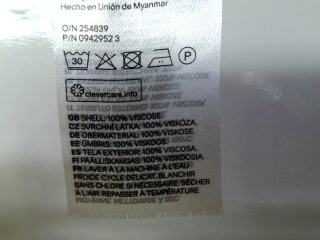 Hecho en Unión de Myanmar
O/N 254839
P/N 0942952 3
30 P
clevercare.info
GB SHELL: 100% VISCOSE.
CZ SVRCHNÍ LÁTKA: 100% VISKÓZA.
DE OBERMATERIAL: 100% VISKOSE.
EE ÜMBRIS: 100% VISKOOS
ES TELA EXTERIOR: 100% VISCOSA.
FI PÄÄLLISKANGAS: 100% VISKOOSIA.
FR LAVER À LA MACHINE À L'EAU
FROIDE CYCLE DÉLICAT. BLANCHIR
SANS CHLORE SI NÉCESSAIRE. SÉCHER
À L'AIR. REPASSER À TEMPÉRATURE